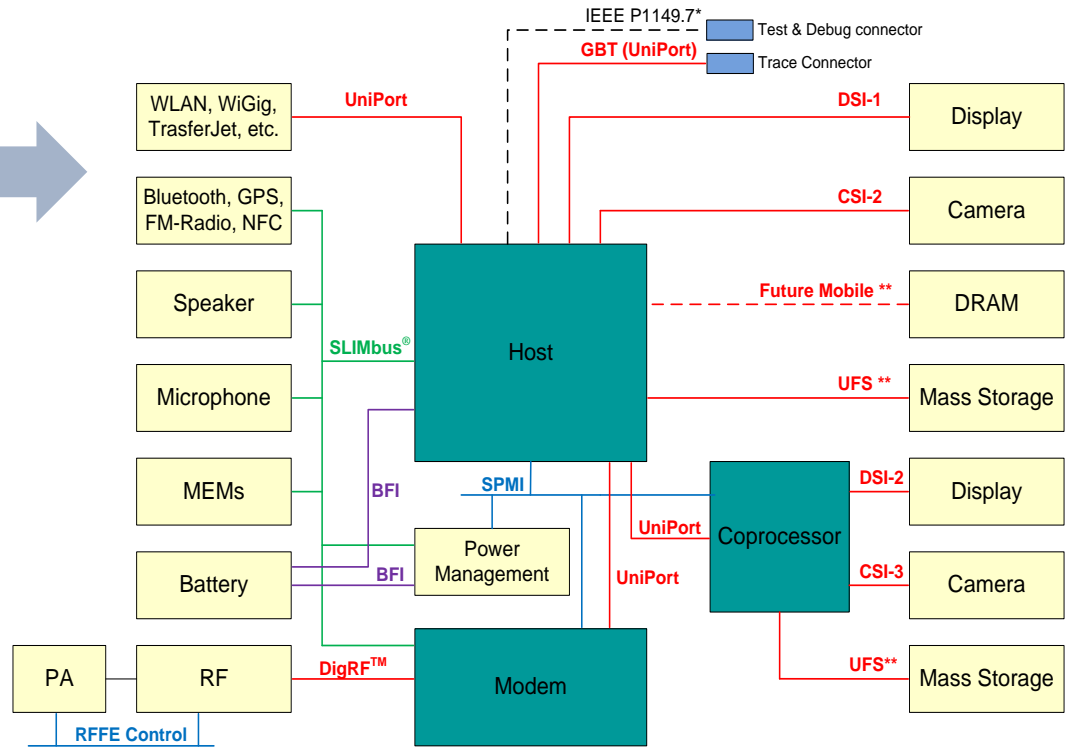 IEEE P1149.7*
Test & Debug connector
GBT (UniPort)
Trace Connector
WLAN, WiGig,
TrasferJet, etc.
UniPort
DSI-1
Display
Bluetooth, GPS,
FM-Radio, NFC
CSI-2
Camera
Speaker
Future Mobile **
DRAM
SLIMbus®
Host
Microphone
UFS **
Mass Storage
MEMs
BFI
SPMI
DSI-2
Display
UniPort
Coprocessor
Battery
BFI
Power
Management
UniPort
CSI-3
Camera
PA
RF
DigRF™
Modem
UFS**
Mass Storage
RFFE Control